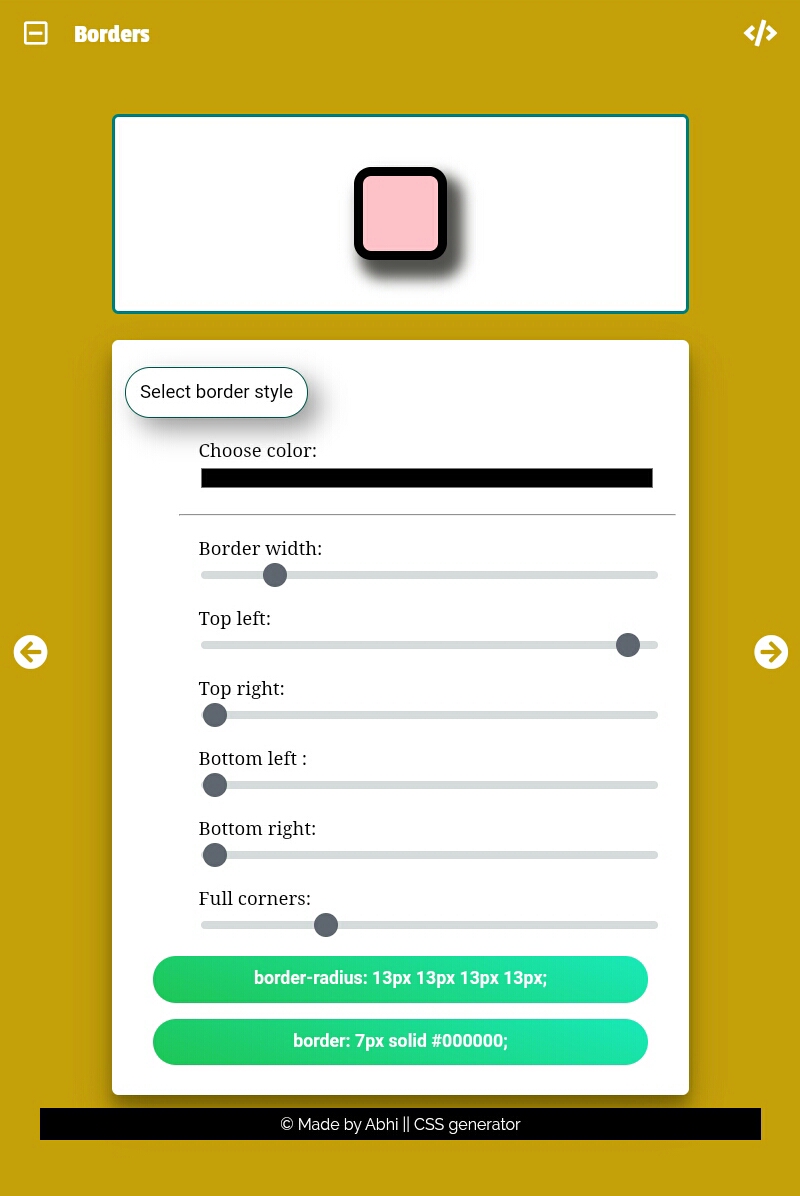 Borders
Select border style
Choose color:
Border width:
Top left:
Top right:
Bottom left :
Bottom right:
Full corners:
border-radius: 13px 13px 13px 13px;
border: 7px solid #000000;
© Made by Abhi || CSS generator